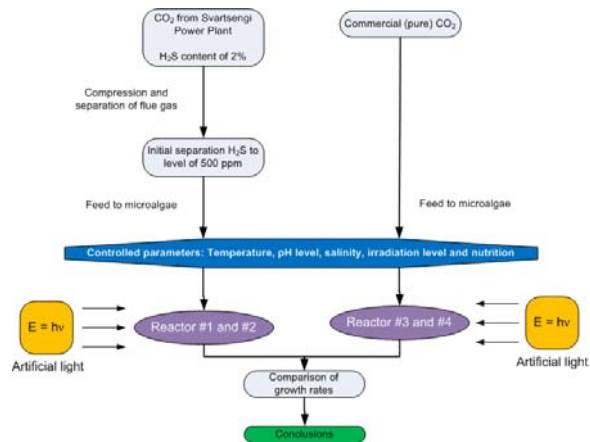 CO₂ from Svartsengi
Power Plant
H₂S content of 2%
Commercial (pure) CO₂
Compression and
separation of flue gas
Initial separation H₂S to
level of 500 ppm
Feed to microalgae
Feed to microalgae
Controlled parameters: Temperature, pH level, salinity, irradiation level and nutrition
E = hν
Artificial light
Reactor #1 and #2
Reactor #3 and #4
E = hν
Artificial light
Comparison of
growth rates
Conclusions